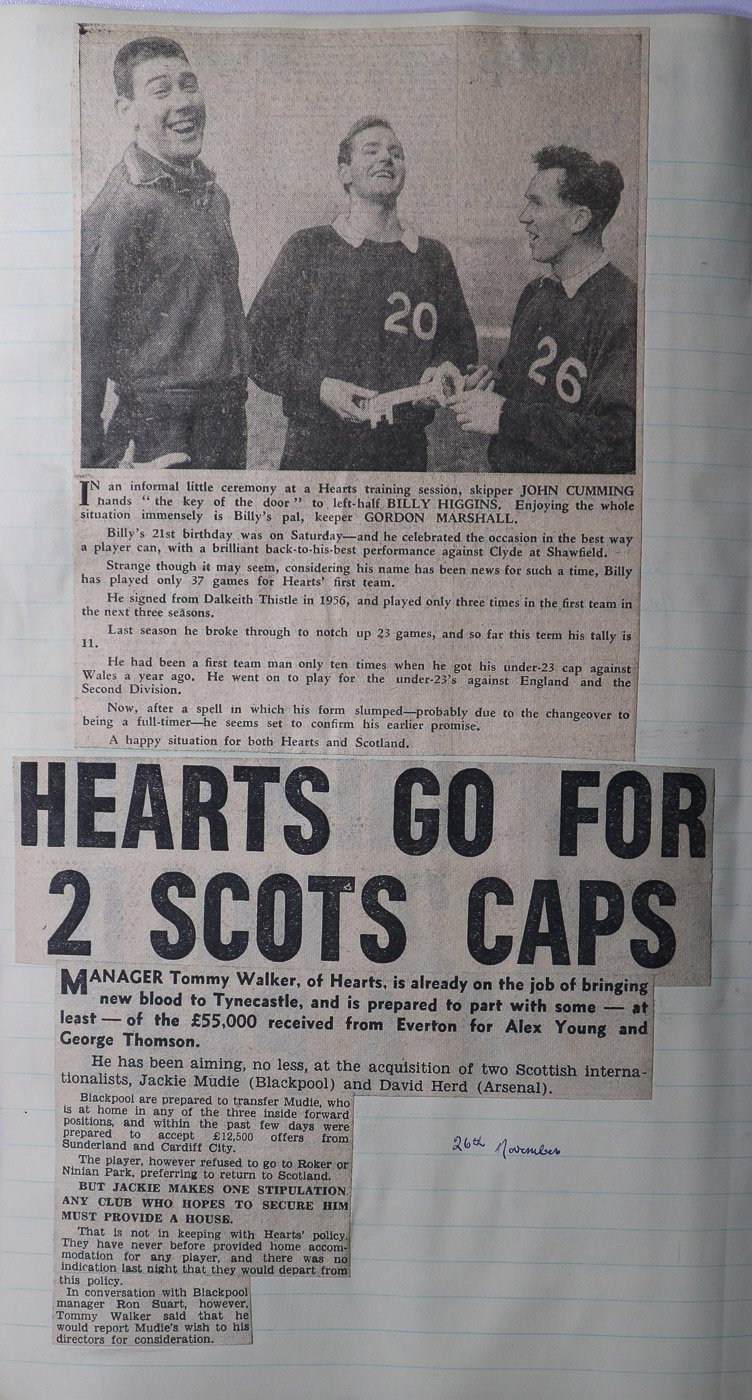 20
26
IN an informal little ceremony at a Hearts training session, skipper JOHN CUMMING
hands "the key of the door" to left-half BILLY HIGGINS. Enjoying the whole
situation immensely is Billy's pal, keeper GORDON MARSHALL.
Billy's 21st birthday was on Saturday—and he celebrated the occasion in the best way
a player can, with a brilliant back-to-his-best performance against Clyde at Shawfield.
Strange though it may seem, considering his name has been news for such a time, Billy
has played only 37 games for Hearts' first team.
He signed from Dalkeith Thistle in 1956, and played only three times in the first team in
the next three seasons.
Last season he broke through to notch up 23 games, and so far this term his tally is
11.
He had been a first team man only ten times when he got his under-23 cap against
Wales a year ago. He went on to play for the under-23's against England and the
Second Division.
Now, after a spell in which his form slumped—probably due to the changeover to
being a full-timer—he seems set to confirm his earlier promise.
A happy situation for both Hearts and Scotland.
HEARTS GO FOR
2 SCOTS CAPS
MANAGER Tommy Walker, of Hearts, is already on the job of bringing
new blood to Tynecastle, and is prepared to part with some — at
least — of the £55,000 received from Everton for Alex Young and
George Thomson.
He has been aiming, no less, at the acquisition of two Scottish interna-
tionalists, Jackie Mudie (Blackpool) and David Herd (Arsenal).
Blackpool are prepared to transfer Mudie, who
is at home in any of the three inside forward
positions, and within the past few days were
prepared to accept £12,500 offers from
Sunderland and Cardiff City.
The player, however refused to go to Roker or
Ninian Park, preferring to return to Scotland.
BUT JACKIE MAKES ONE STIPULATION.
ANY CLUB WHO HOPES TO SECURE HIM
MUST PROVIDE A HOUSE.
That is not in keeping with Hearts' policy.
They have never before provided home accom-
modation for any player, and there was no
indication last night that they would depart from
this policy.
In conversation with Blackpool
manager Ron Suart, however,
Tommy Walker said that he
would report Mudie's wish to his
directors for consideration.
26th November